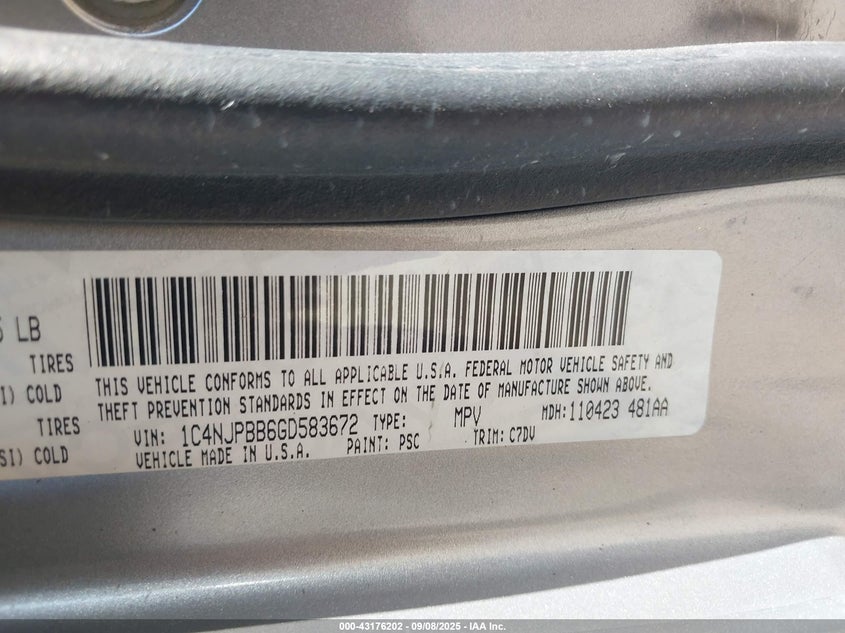 5 LB
TIRES
I) COLD
TIRES
SI) COLD
THIS VEHICLE CONFORMS TO ALL APPLICABLE U.S.A. FEDERAL MOTOR VEHICLE SAFETY AND
THEFT PREVENTION STANDARDS IN EFFECT ON THE DATE OF MANUFACTURE SHOWN ABOVE.
VIN: 1C4NJPBB6GD583672 TYPE: MPV MDH:110423 481AA
VEHICLE MADE IN U.S.A. PAINT: PSC TRIM: C7DV
000-43176202 - 09/08/2025 - IAA Inc.